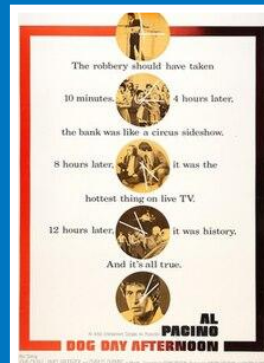 The robbery should have taken
10 minutes. 4 hours later,
the bank was like a circus sideshow.
8 hours later, it was the
hottest thing on live TV.
12 hours later, it was history.
And it's all true.
AL
PACINO
DOG DAY AFTERNOON